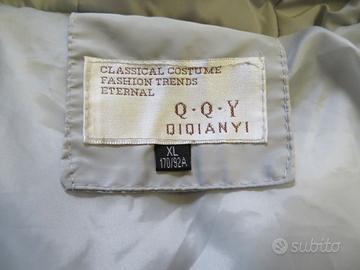 CLASSICAL COSTUME
FASHION TRENDS
ETERNAL
Q·Q·Y
QIQIANYI
XL
170/92A
subito